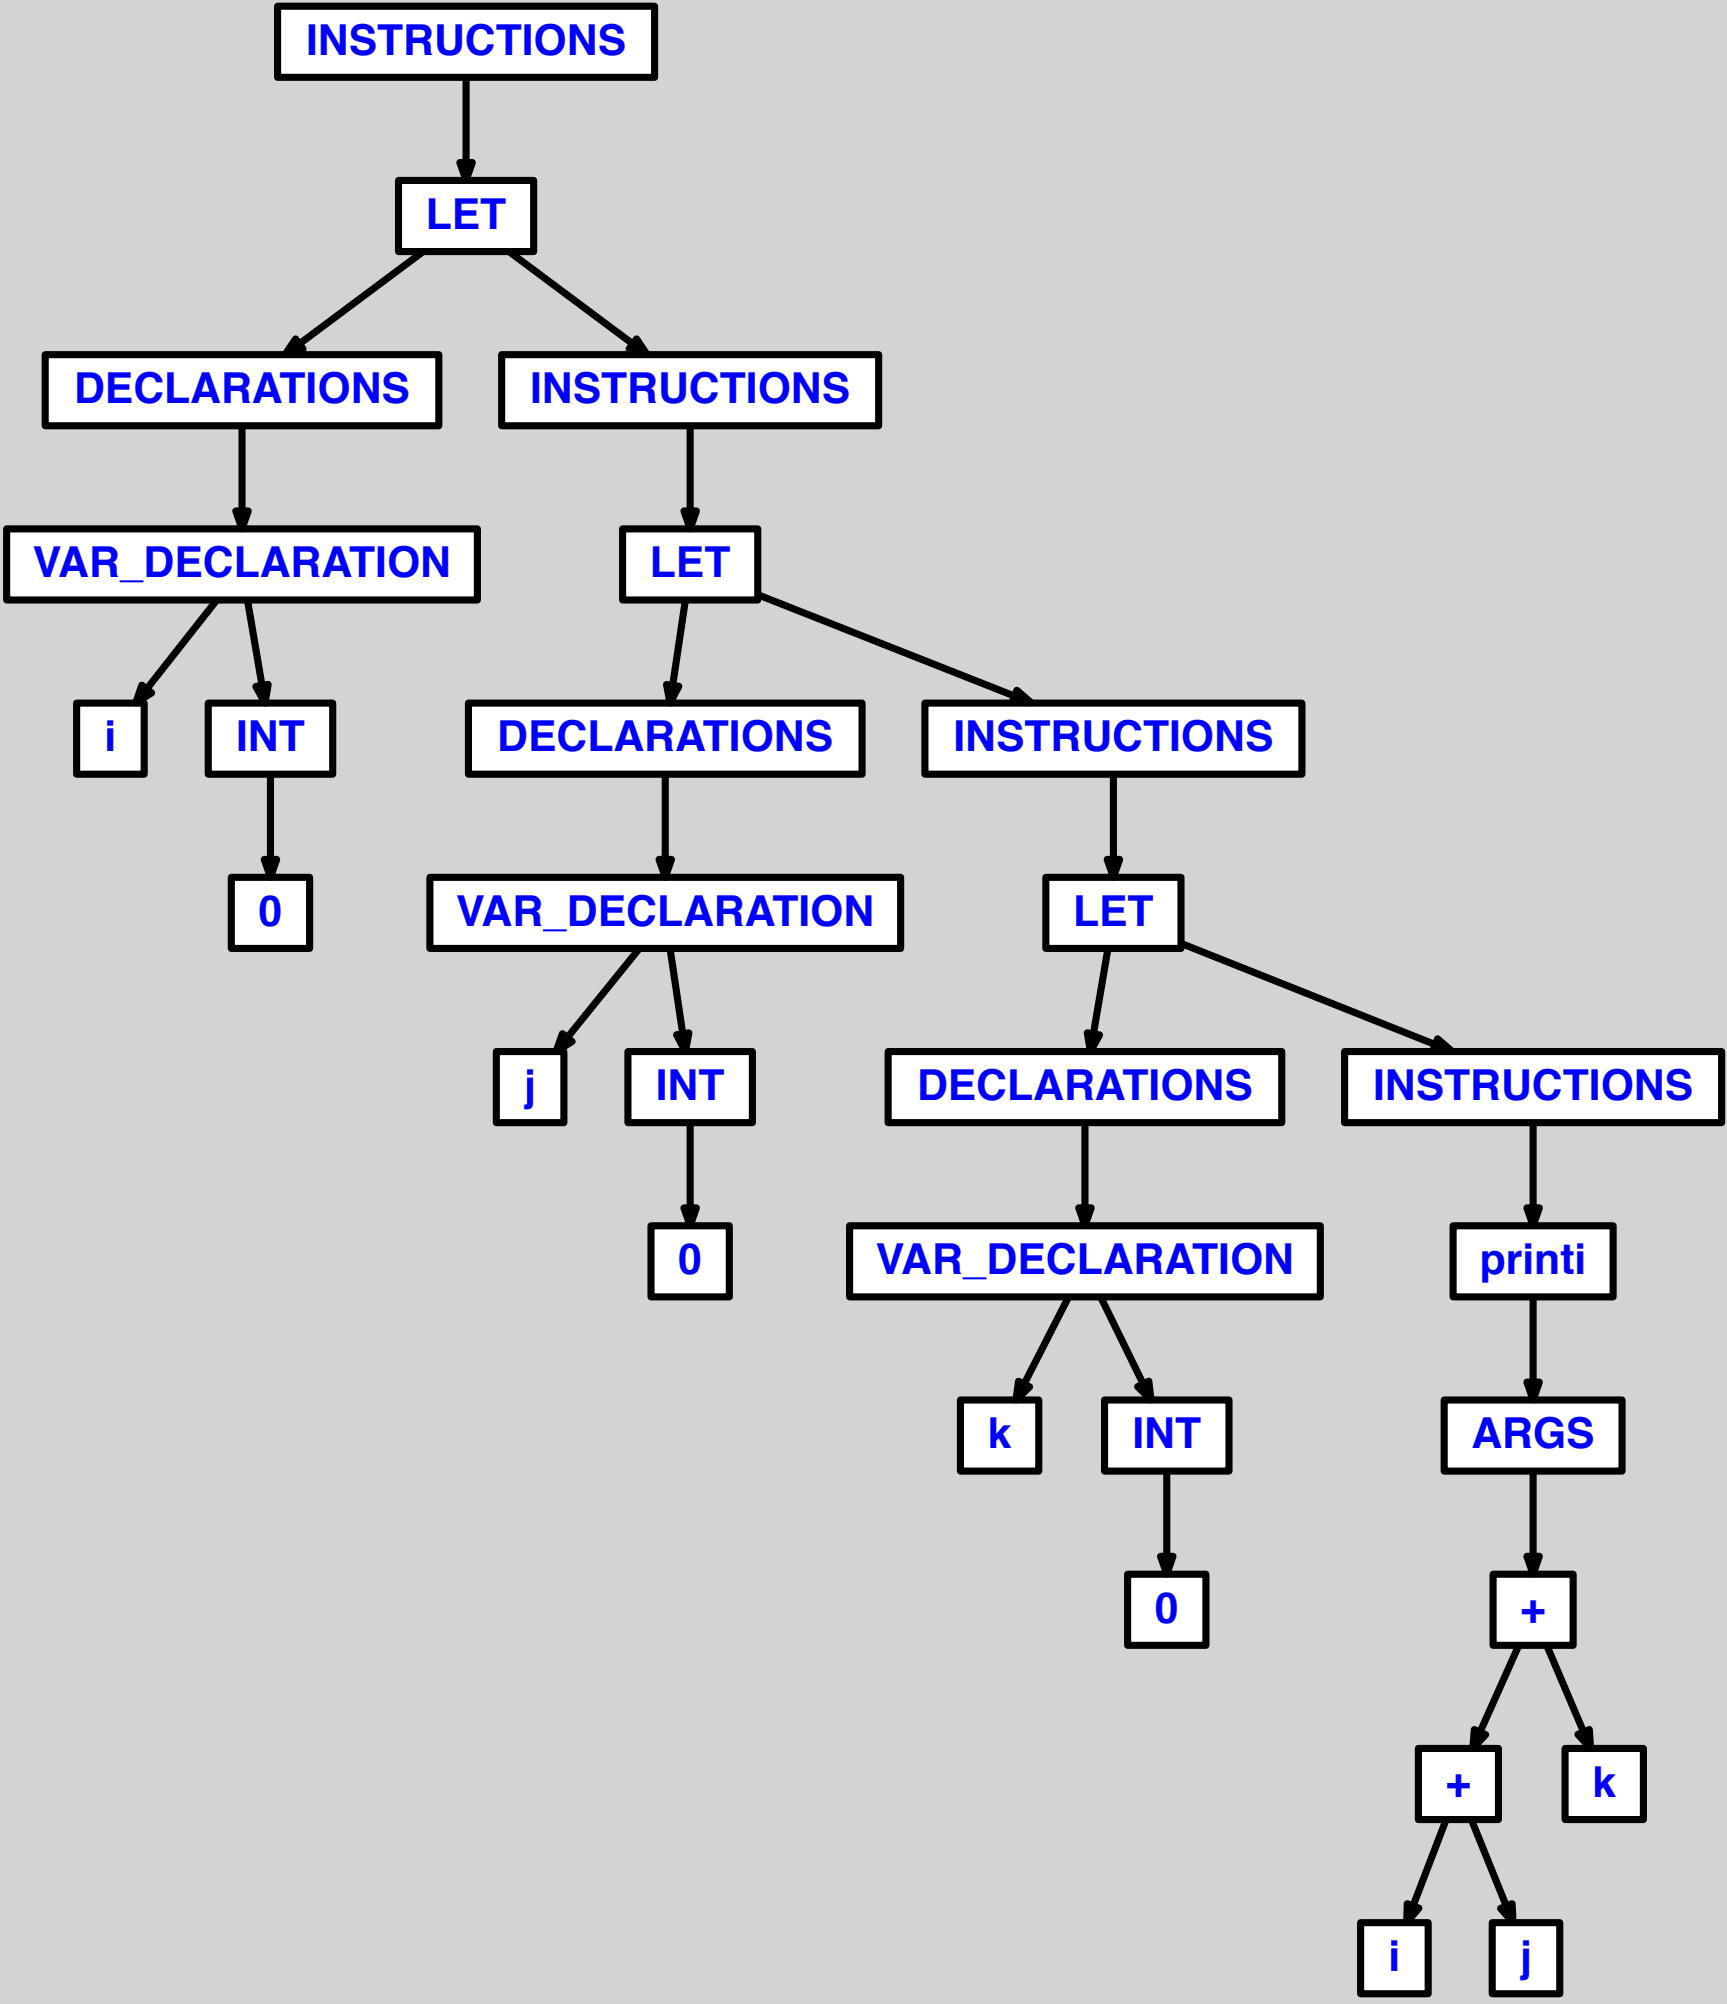 INSTRUCTIONS
LET
DECLARATIONS
INSTRUCTIONS
VAR_DECLARATION
LET
i
INT
DECLARATIONS
INSTRUCTIONS
0
VAR_DECLARATION
LET
j
INT
DECLARATIONS
INSTRUCTIONS
0
VAR_DECLARATION
printi
k
INT
ARGS
0
+
+
k
i
j